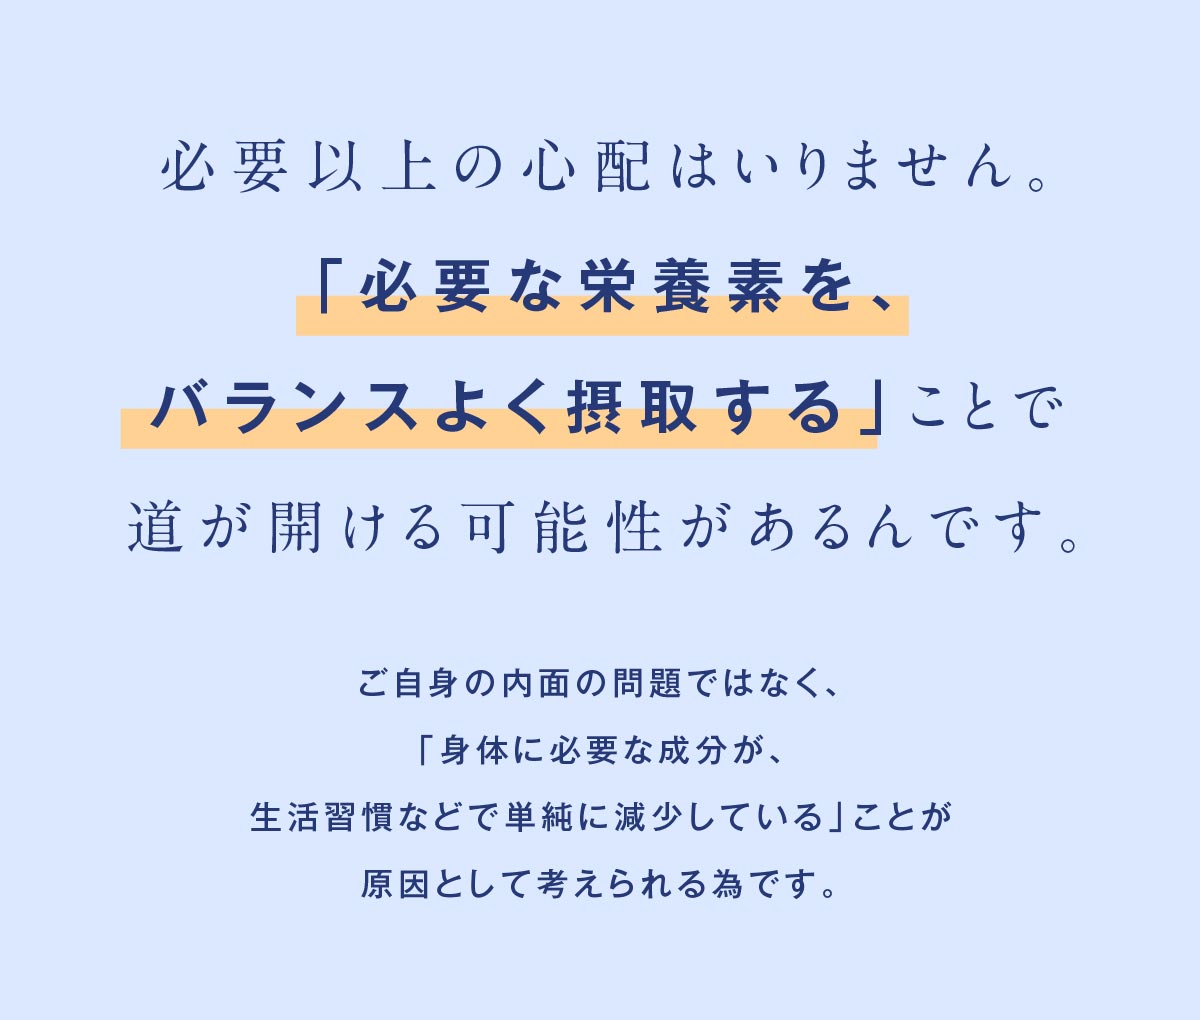 必要以上の心配はいりません。
「必要な栄養素を、
バランスよく摂取する」ことで
道が開ける可能性があるんです。
ご自身の内面の問題ではなく、
「身体に必要な成分が、
生活習慣などで単純に減少している」ことが
原因として考えられる為です。